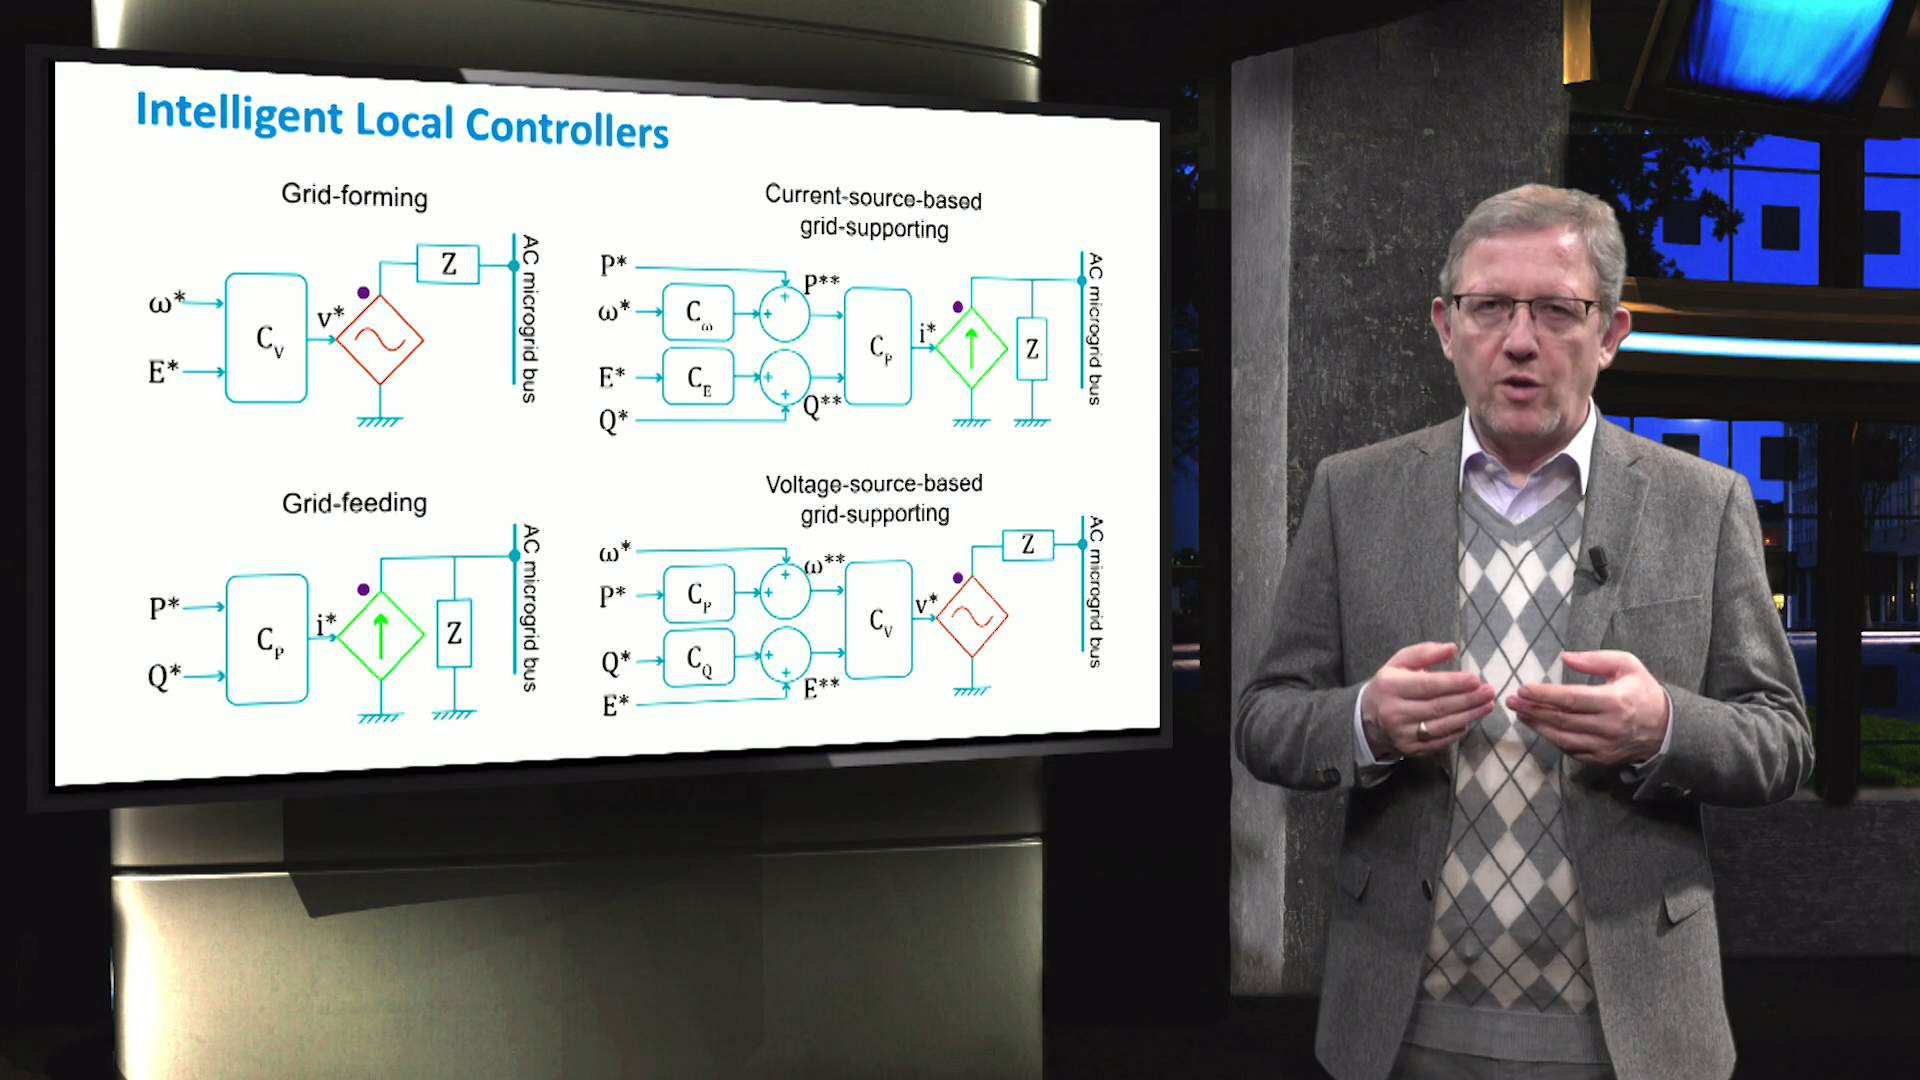 Intelligent Local Controllers
Grid-forming
ω*
E*
C_V
v*
Z
AC microgrid bus
Current-source-based
grid-supporting
P*
ω*
C_ω
E*
C_E
Q*
+
+
+
+
P**
Q**
C_P
i*
Z
AC microgrid bus
Grid-feeding
P*
Q*
C_P
i*
Z
AC microgrid bus
Voltage-source-based
grid-supporting
ω*
P*
C_P
Q*
C_Q
E*
+
+
+
+
ω**
E**
C_V
v*
Z
AC microgrid bus